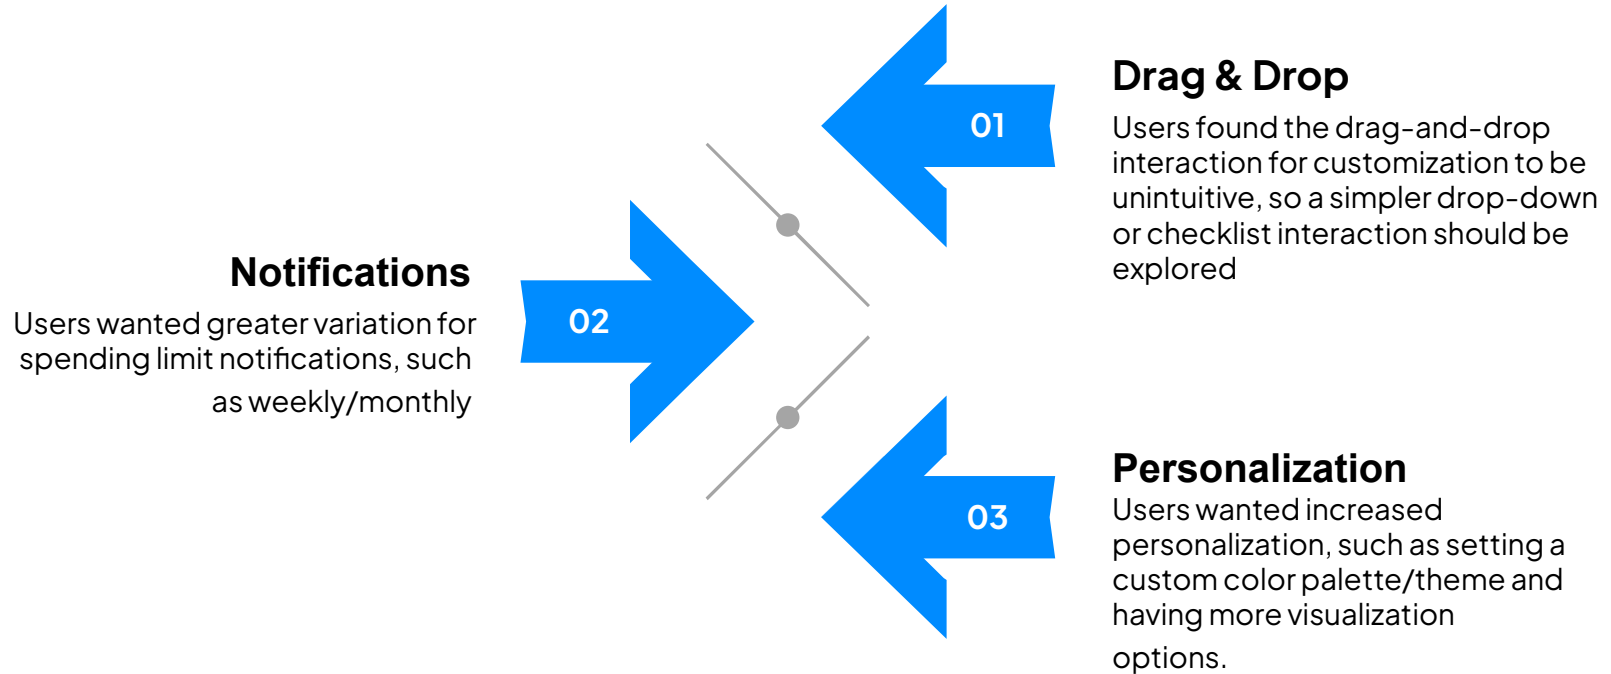 01
Drag & Drop
Users found the drag-and-drop
interaction for customization to be
unintuitive, so a simpler drop-down
or checklist interaction should be
explored
Notifications
Users wanted greater variation for
spending limit notifications, such
as weekly/monthly
02
03
Personalization
Users wanted increased
personalization, such as setting a
custom color palette/theme and
having more visualization
options.